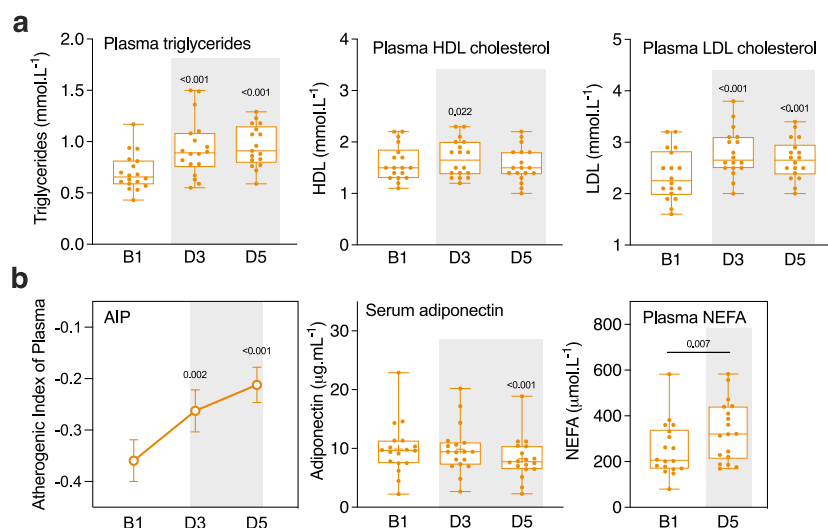 a
Plasma triglycerides
Triglycerides (mmol.L⁻¹)
2.0
1.5
1.0
0.5
0.0
<0.001
<0.001
B1
D3
D5
Plasma HDL cholesterol
HDL (mmol.L⁻¹)
4
3
2
1
0
0.022
B1
D3
D5
Plasma LDL cholesterol
LDL (mmol.L⁻¹)
5
4
3
2
1
<0.001
<0.001
B1
D3
D5
b
AIP
Atherogenic Index of Plasma
-0.1
-0.2
-0.3
-0.4
0.002
<0.001
B1
D3
D5
Serum adiponectin
Adiponectin (μg.mL⁻¹)
30
20
10
0
<0.001
B1
D3
D5
Plasma NEFA
NEFA (μmol.L⁻¹)
800
600
400
200
0
0.007
B1
D5